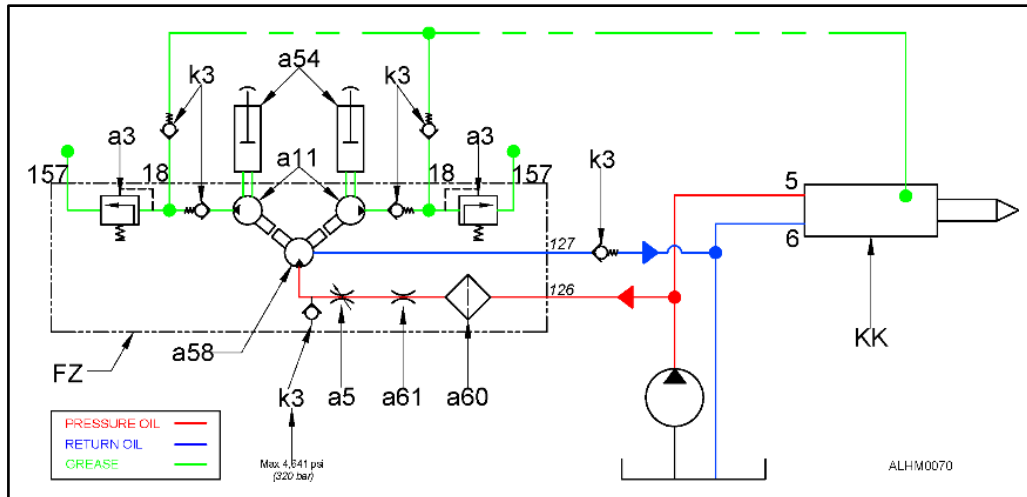 a54
k3
k3
a3
a11
a3
157
18
18
157
k3
5
127
6
126
FZ
a58
KK
k3
a5
a61
a60
PRESSURE OIL
RETURN OIL
GREASE
Max 4,641 psi
(320 bar)
ALHM0070